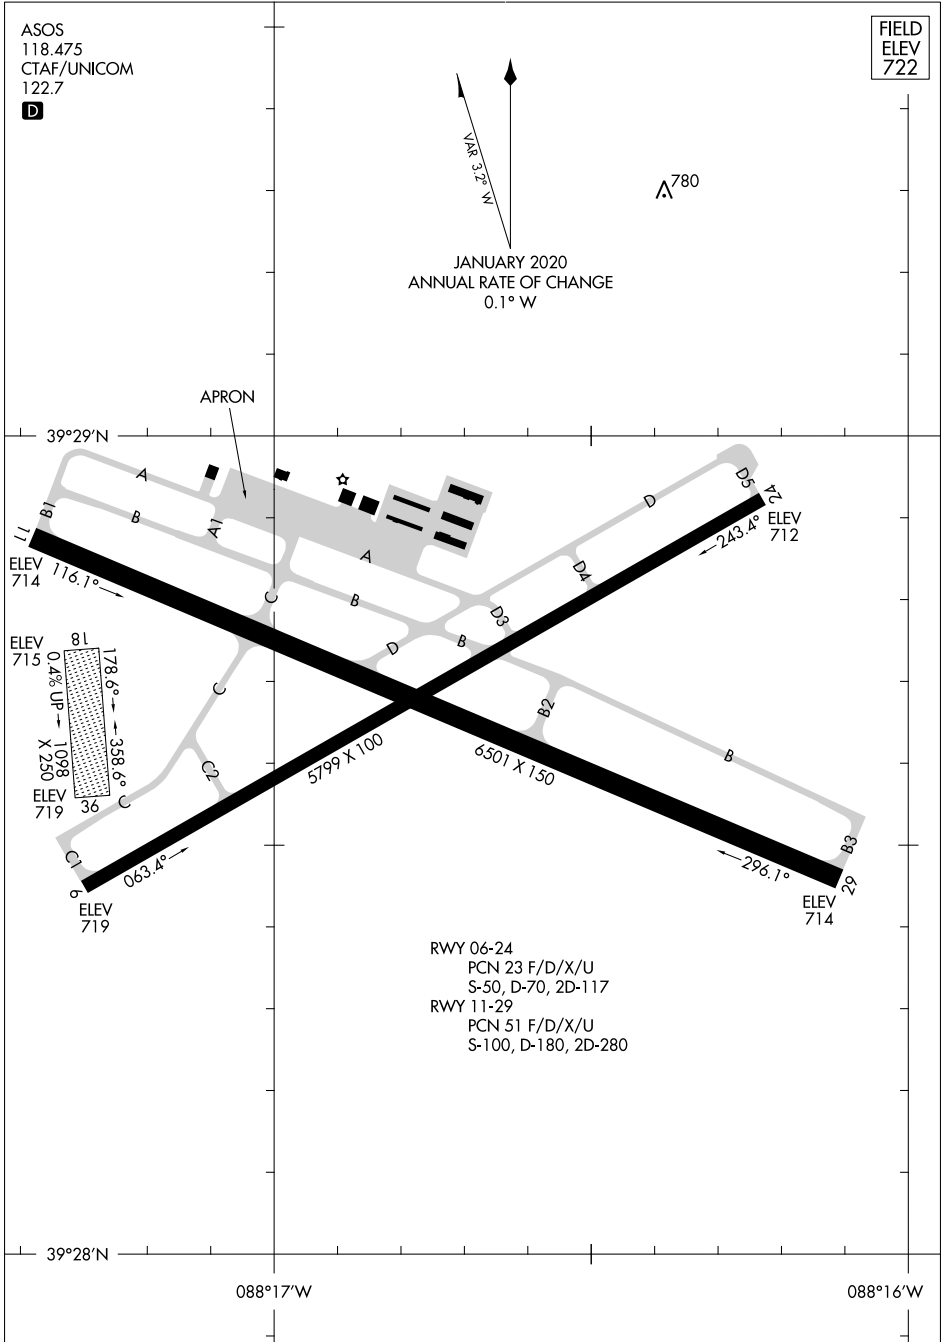 ASOS
118.475
CTAF/UNICOM
122.7
D
FIELD
ELEV
722
VAR 3.2° W
780
JANUARY 2020
ANNUAL RATE OF CHANGE
0.1° W
APRON
39°29'N
A
B1
B
A1
A
B
C
D
D5
24
ELEV
712
243.4°
D4
D3
11
ELEV
714
116.1°
D
B
B2
B
ELEV
715
18
178.6°
358.6°
0.4% UP
1098
X 250
ELEV
719
36
C
C2
C
C1
6
ELEV
719
063.4°
5799 X 100
6501 X 150
B3
296.1°
29
ELEV
714
RWY 06-24
PCN 23 F/D/X/U
S-50, D-70, 2D-117
RWY 11-29
PCN 51 F/D/X/U
S-100, D-180, 2D-280
39°28'N
088°17'W
088°16'W